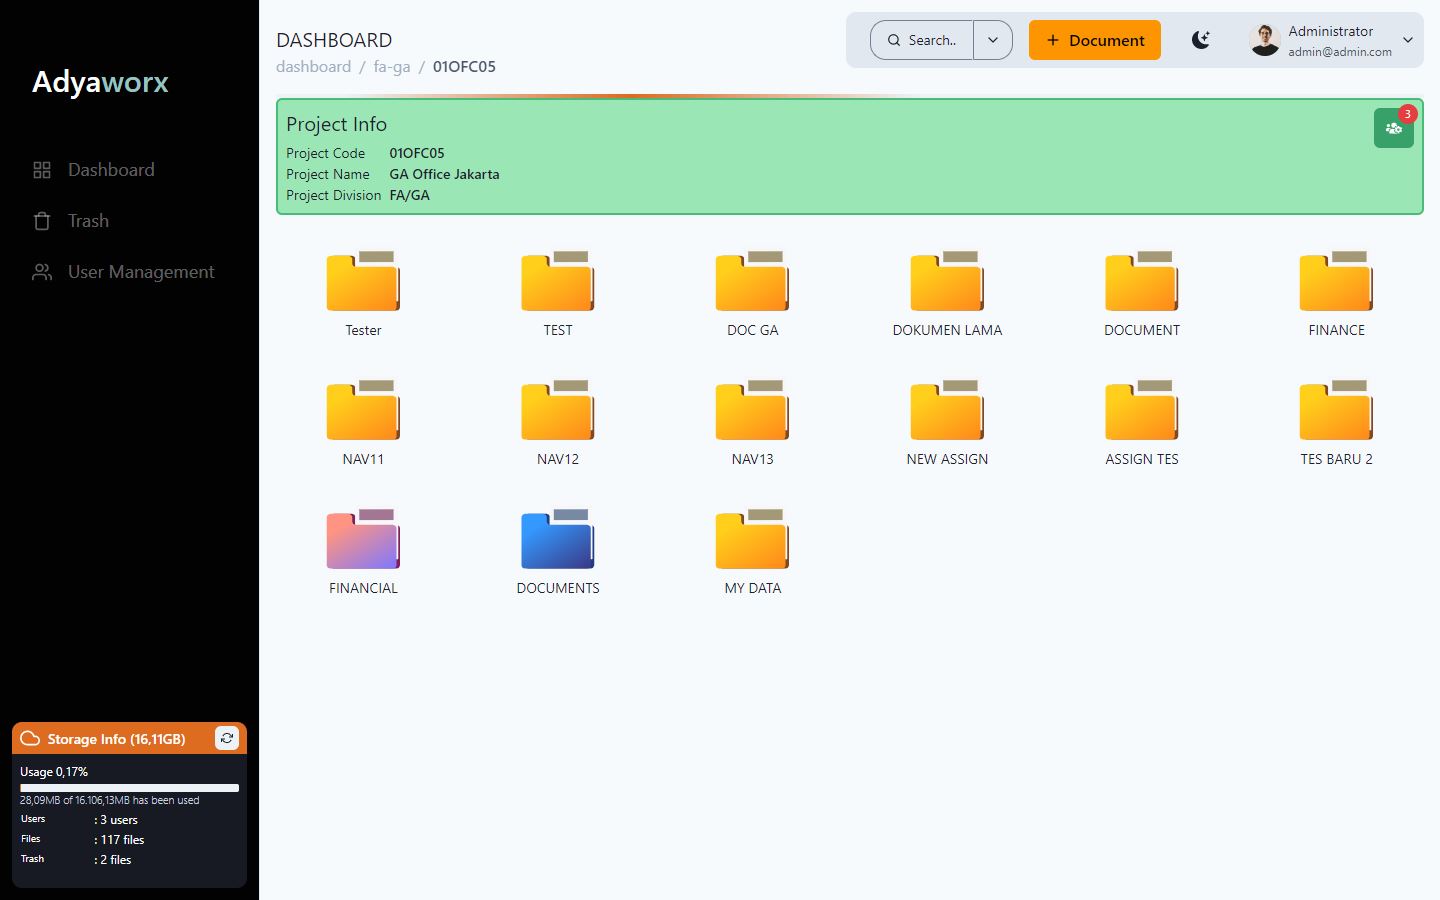 Adyaworx
Dashboard
Trash
User Management
Storage Info (16,11GB)
Usage 0,17%
28,09MB of 16.106,13MB has been used
Users : 3 users
Files : 117 files
Trash : 2 files
DASHBOARD
dashboard / fa-ga / 01OFC05
Search..
+ Document
Administrator
admin@admin.com
Project Info
3
Project Code 01OFC05
Project Name GA Office Jakarta
Project Division FA/GA
Tester TEST DOC GA DOKUMEN LAMA DOCUMENT FINANCE
NAV11 NAV12 NAV13 NEW ASSIGN ASSIGN TES TES BARU 2
FINANCIAL DOCUMENTS MY DATA